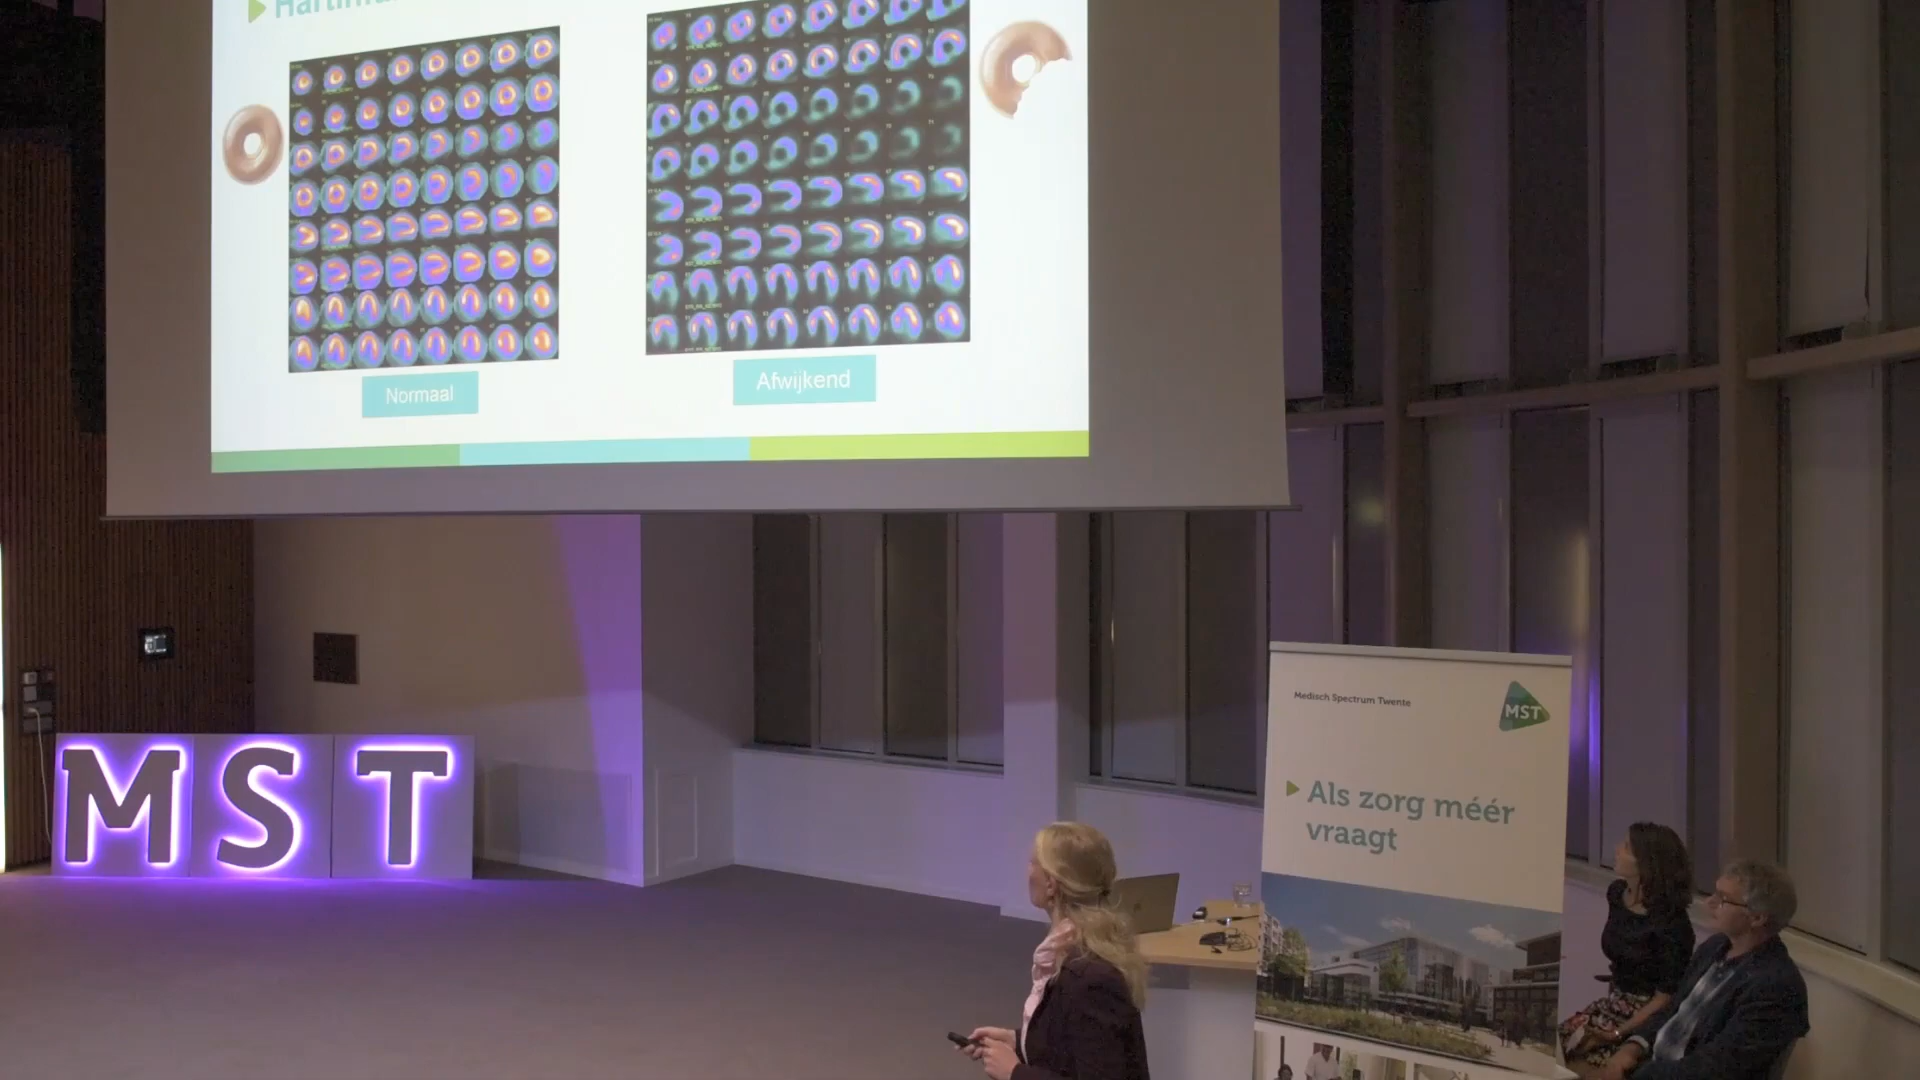 Normaal
Afwijkend
MST
Medisch Spectrum Twente
MST
Als zorg méér
vraagt